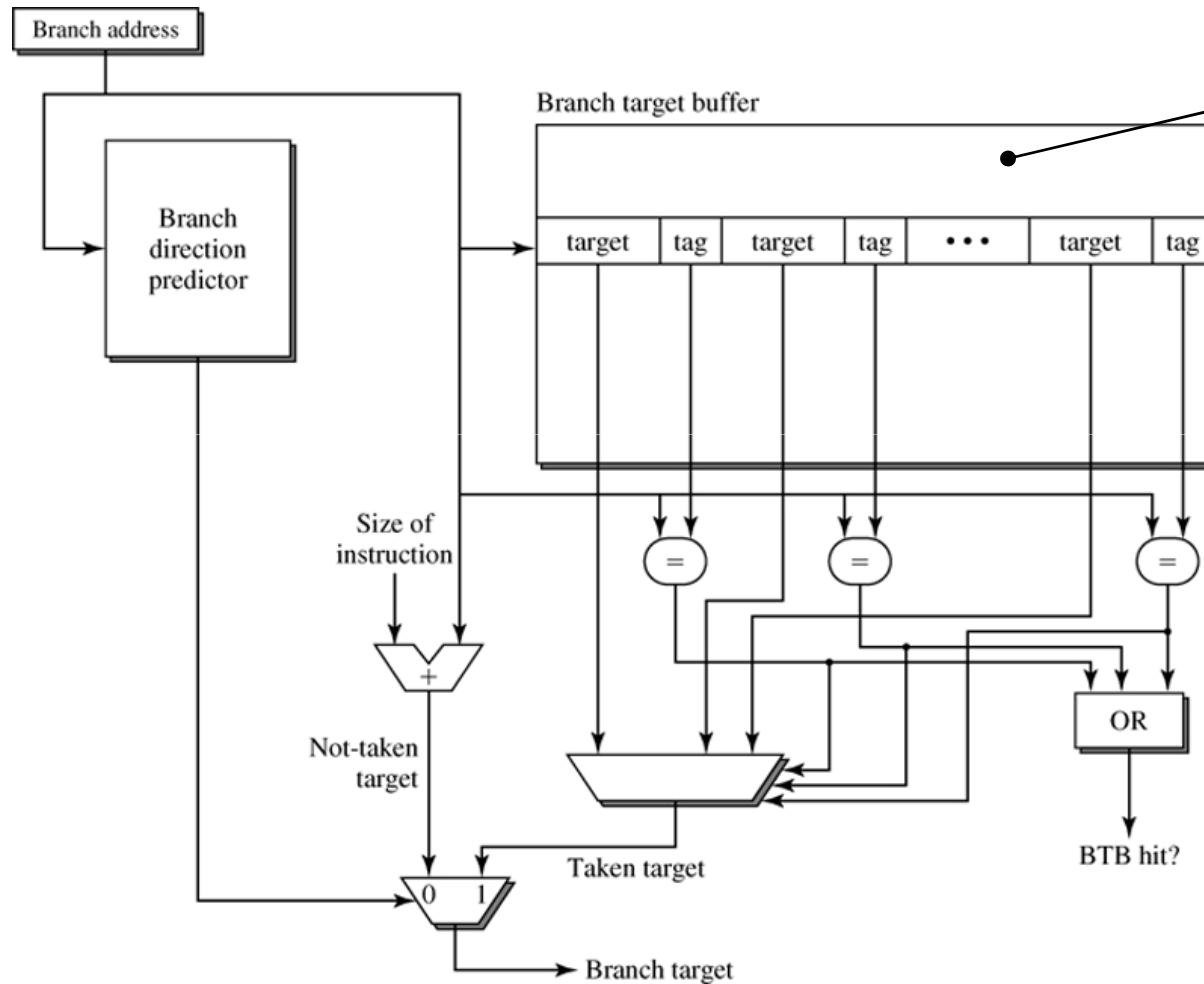 Branch address
Branch target buffer
Branch
direction
predictor
target tag target tag ••• target tag
Size of
instruction
= = =
+
OR
Not-taken
target
BTB hit?
Taken target
0 1
Branch target